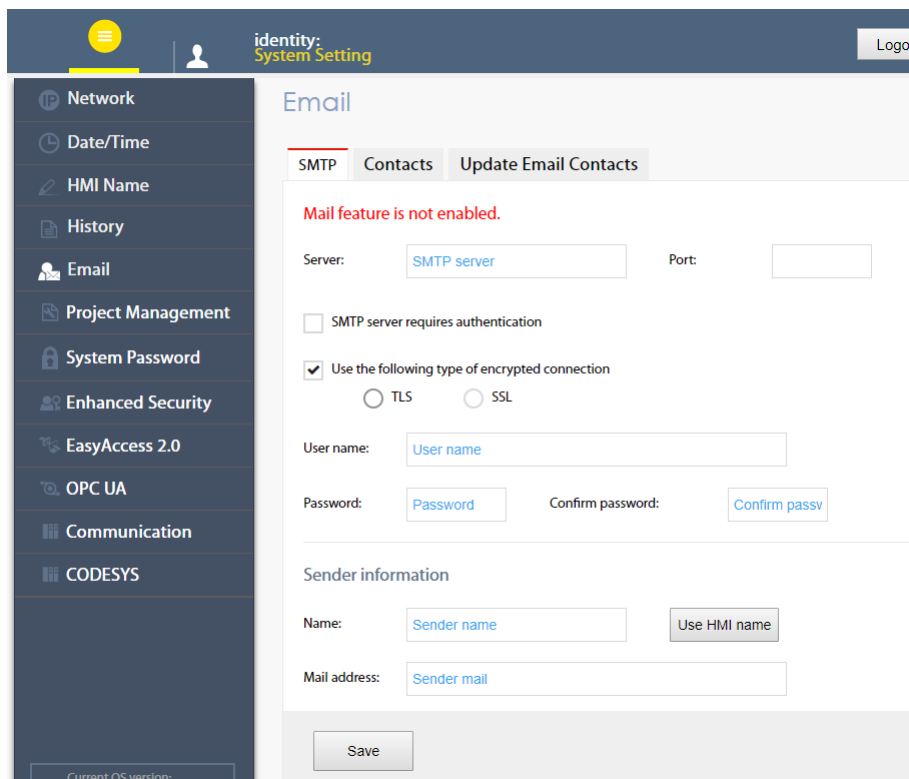 identity:
System Setting
Logo
IP Network
Date/Time
HMI Name
History
Email
Project Management
System Password
Enhanced Security
EasyAccess 2.0
OPC UA
Communication
CODESYS
Current OS version:
Email
SMTP Contacts Update Email Contacts
Mail feature is not enabled.
Server: SMTP server Port:
SMTP server requires authentication
Use the following type of encrypted connection
TLS SSL
User name: User name
Password: Password Confirm password: Confirm passv
Sender information
Name: Sender name Use HMI name
Mail address: Sender mail
Save